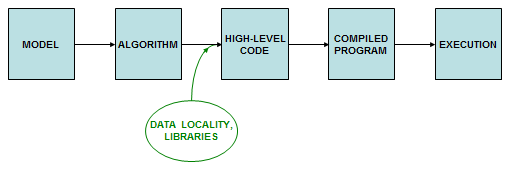 MODEL
ALGORITHM
HIGH-LEVEL
CODE
COMPILED
PROGRAM
EXECUTION
DATA LOCALITY,
LIBRARIES